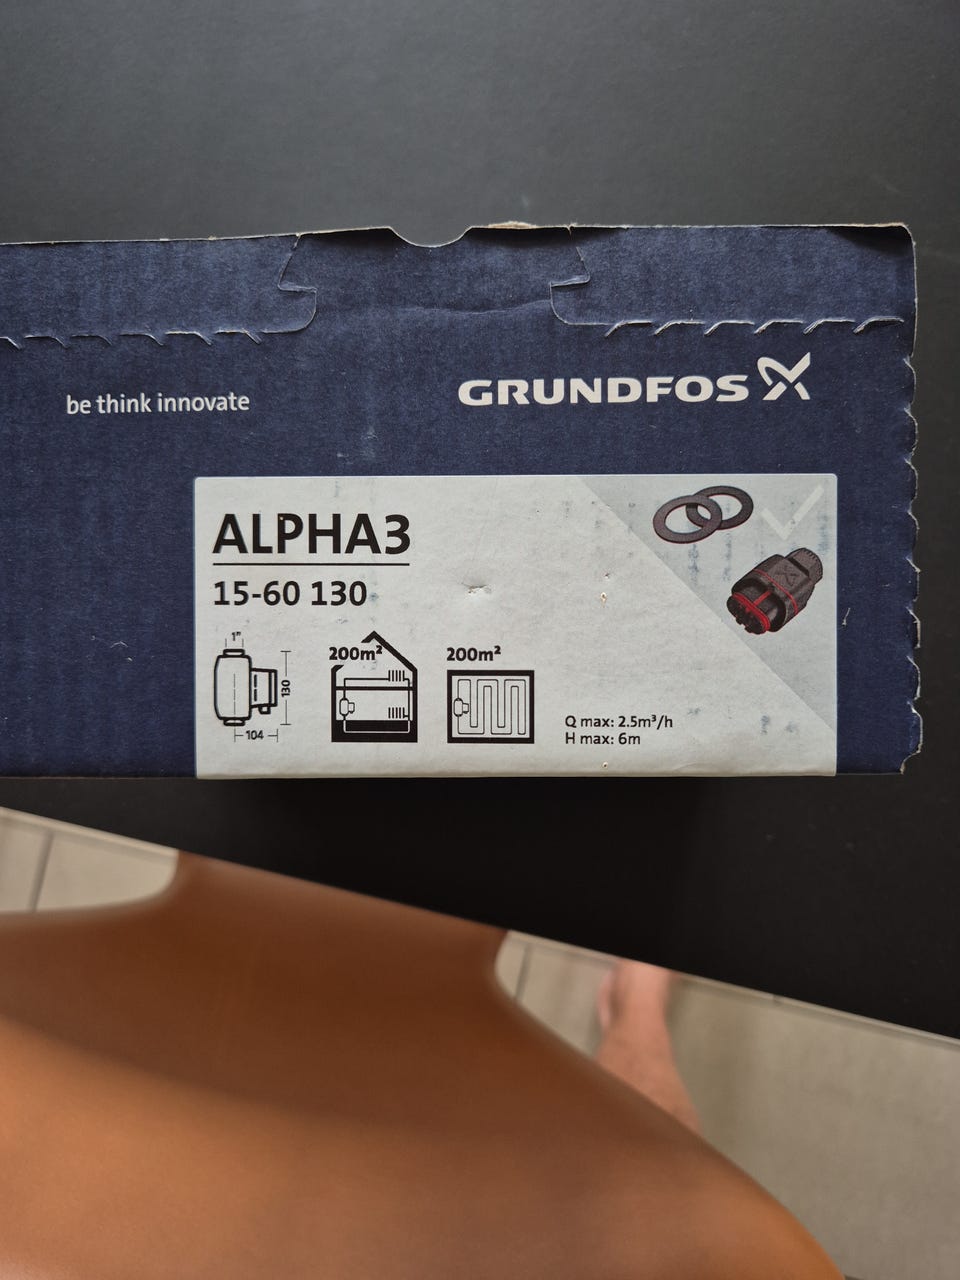 be think innovate
GRUNDFOS
ALPHA3
15-60 130
1"
130
104
200m²
200m²
Q max: 2.5m³/h
H max: 6m